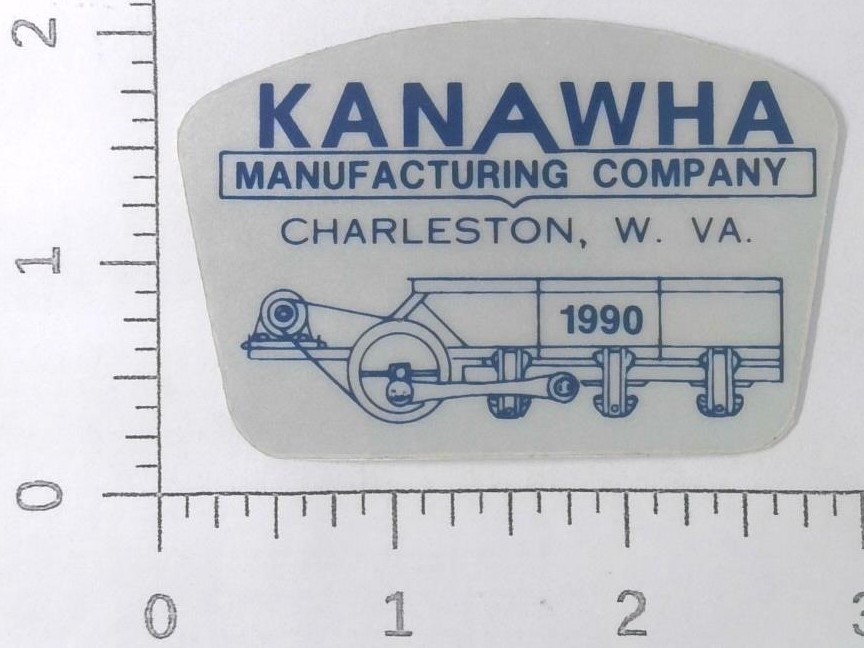 KANAWHA
MANUFACTURING COMPANY
CHARLESTON, W. VA.
1990
2
1
0
0 1 2 3